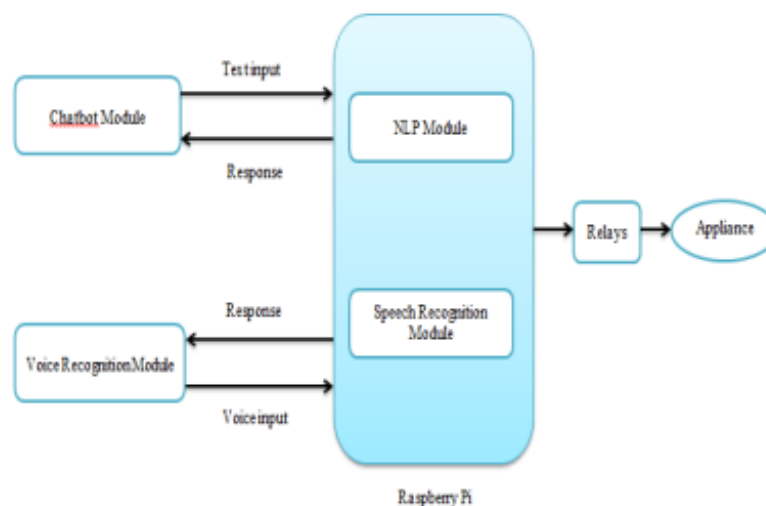 Test input
Chatbot Module
NLP Module
Response
Relays
Appliance
Response
Speech Recognition
Module
Voice Recognition Module
Voice input
Raspberry Pi